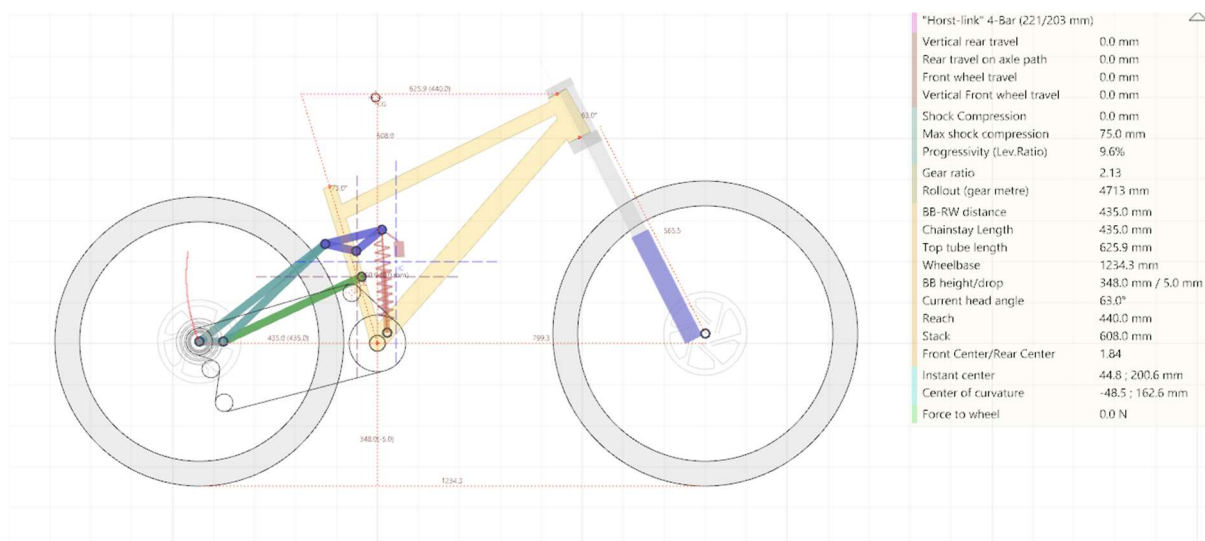 "Horst-link" 4-Bar (221/203 mm)
Vertical rear travel 0.0 mm
Rear travel on axle path 0.0 mm
Front wheel travel 0.0 mm
Vertical Front wheel travel 0.0 mm
Shock Compression 0.0 mm
Max shock compression 75.0 mm
Progressivity (Lev.Ratio) 9.6%
Gear ratio 2.13
Rollout (gear metre) 4713 mm
BB-RW distance 435.0 mm
Chainstay Length 435.0 mm
Top tube length 625.9 mm
Wheelbase 1234.3 mm
BB height/drop 348.0 mm / 5.0 mm
Current head angle 63.0°
Reach 440.0 mm
Stack 608.0 mm
Front Center/Rear Center 1.84
Instant center 44.8 ; 200.6 mm
Center of curvature -48.5 ; 162.6 mm
Force to wheel 0.0 N
625.9 (440.0)
CG
63.0°
608.0
73.0°
565.5
435.0 (435.0)
799.3
348.0(-5.0)
1234.3